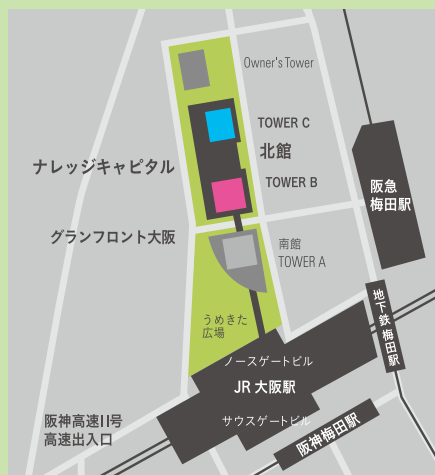 Owner's Tower
TOWER C
北館
ナレッジキャピタル
TOWER B
阪急
梅田駅
グランフロント大阪
南館
TOWER A
地下鉄 梅田駅
うめきた
広場
ノースゲートビル
JR 大阪駅
サウスゲートビル
阪神高速11号
高速出入口
阪神梅田駅